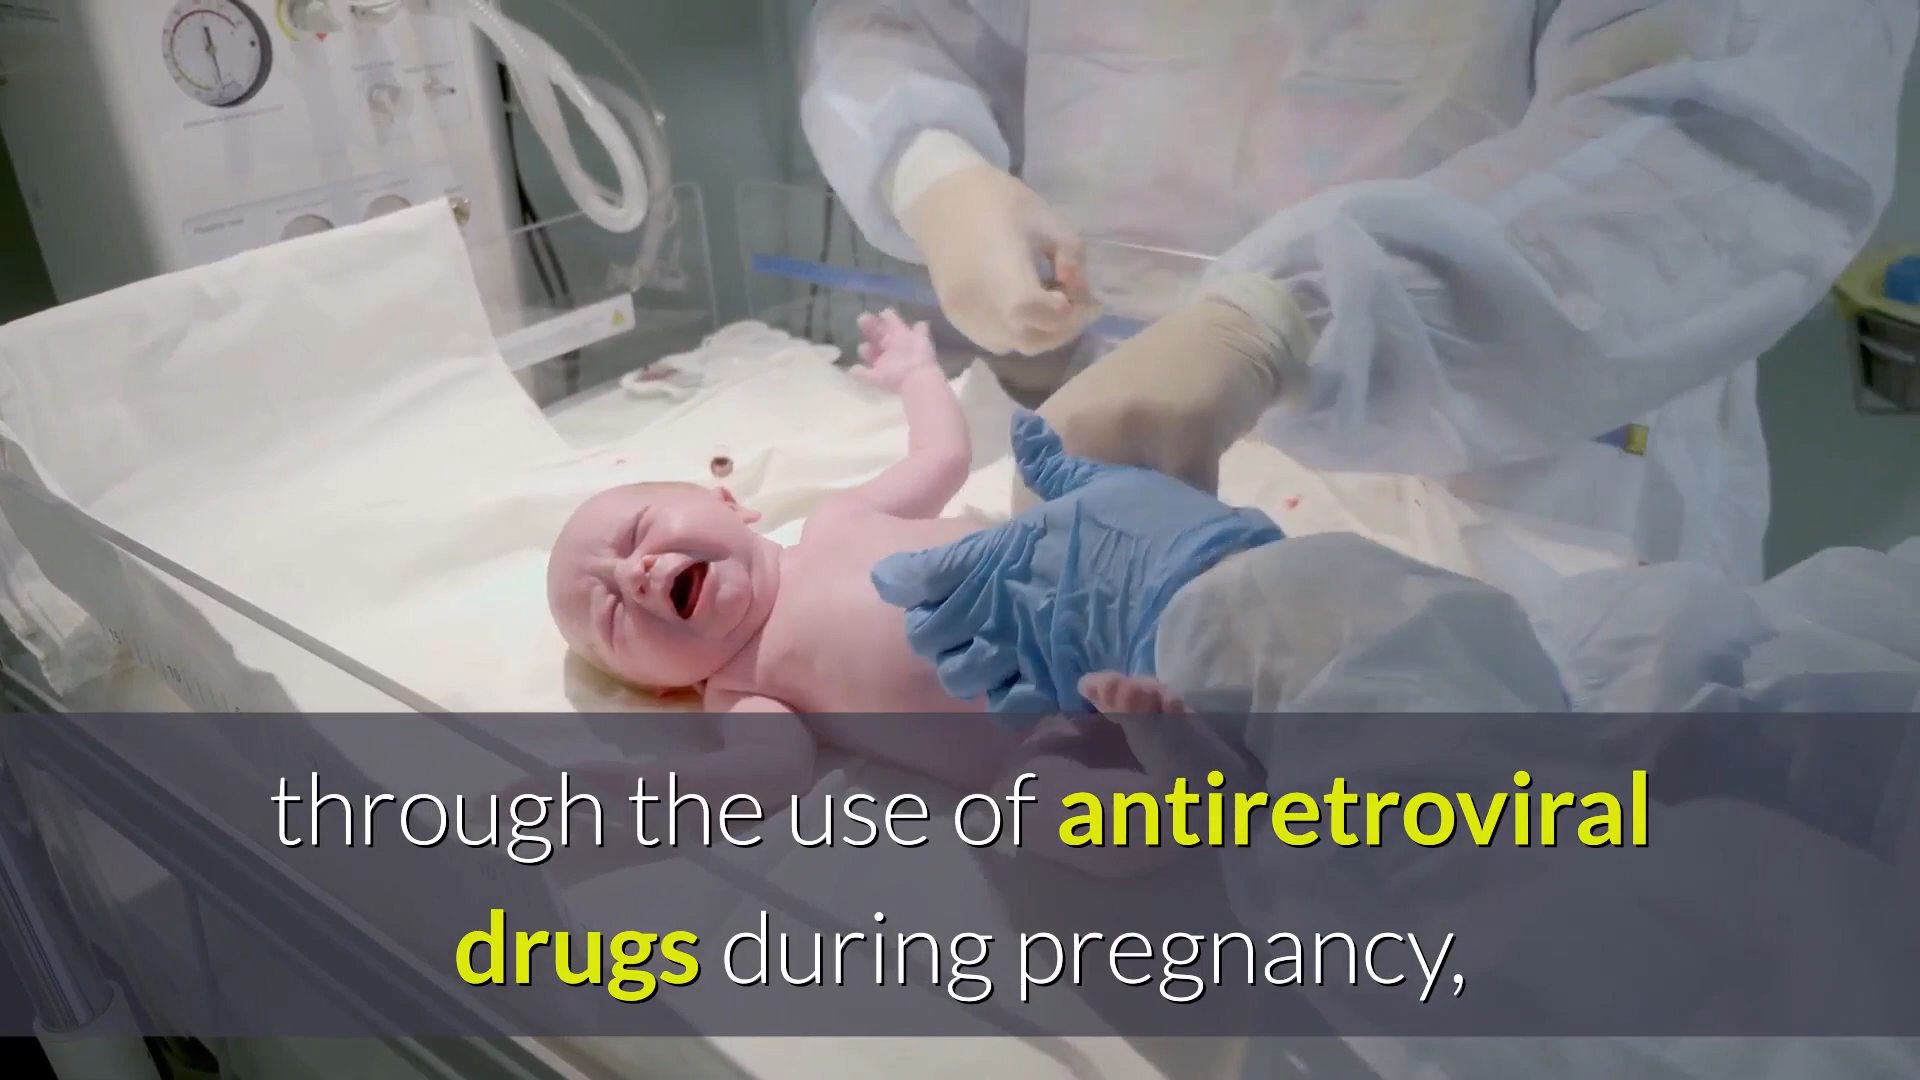 through the use of antiretroviral
drugs during pregnancy,